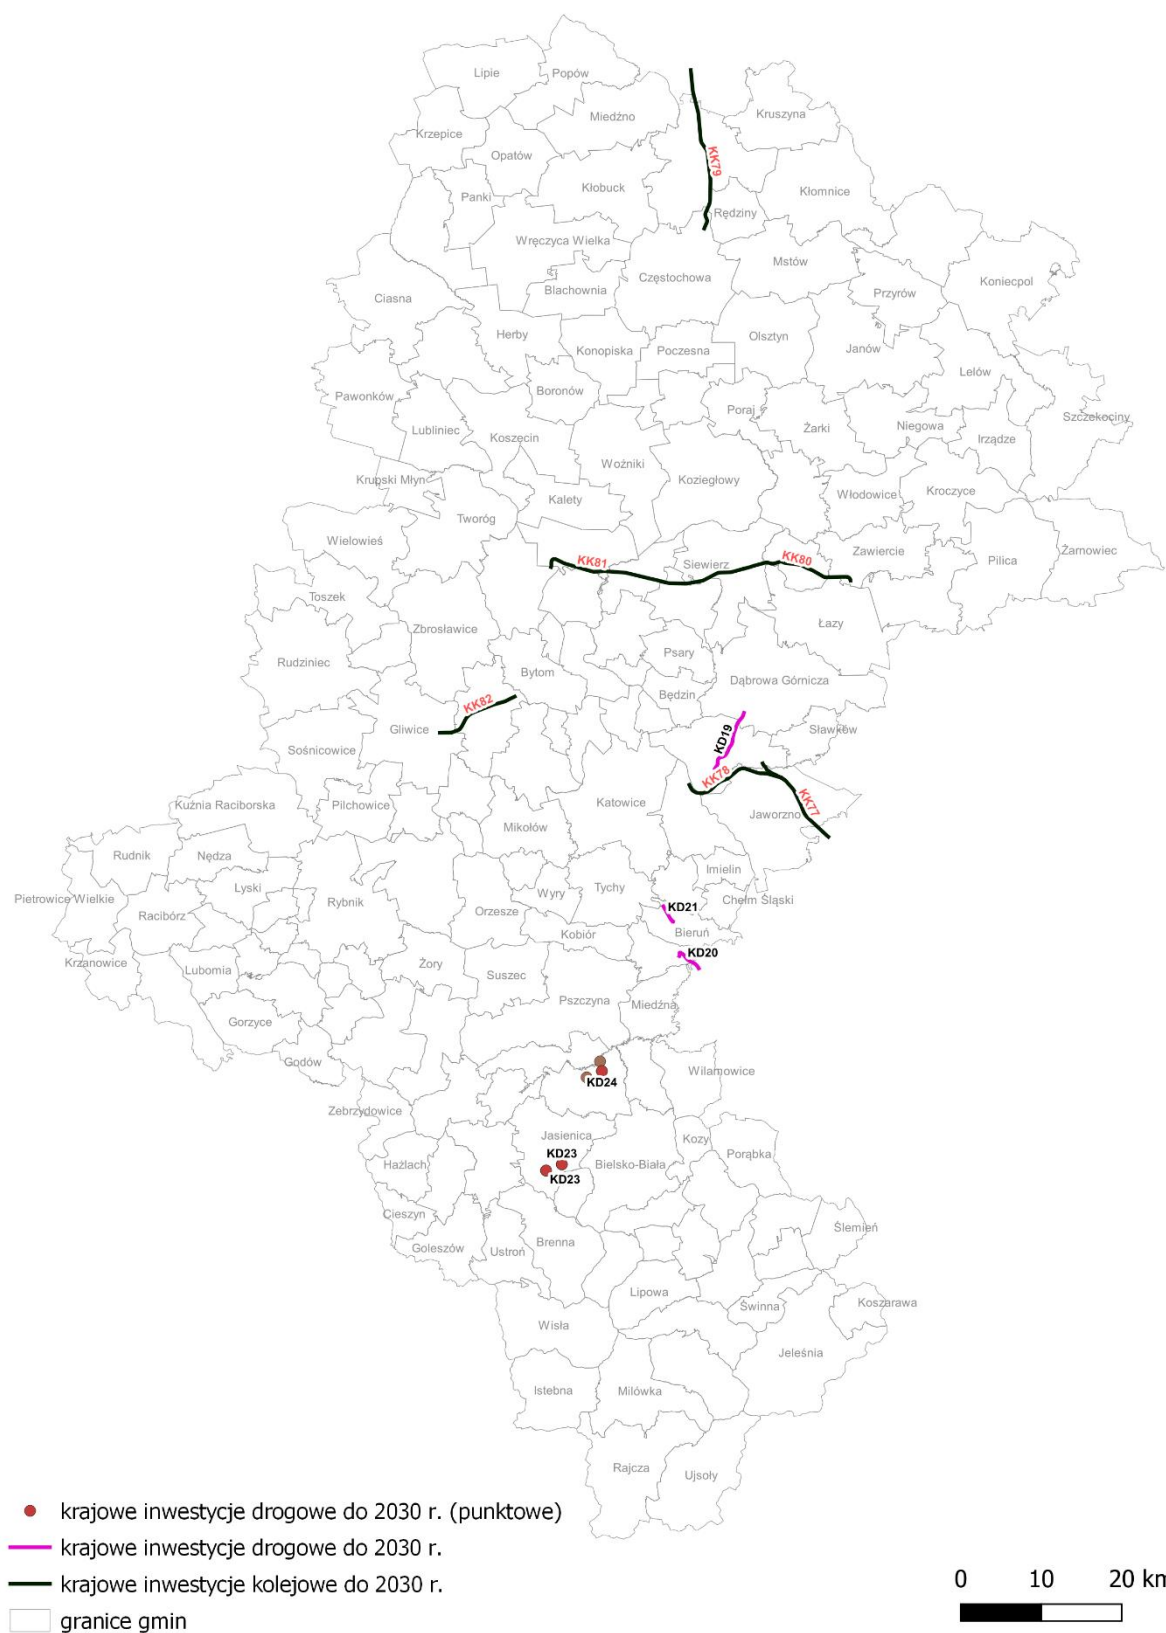 Lipie
Popów
Kruszyna
Miedźno
Krzepice
Opatów
KK79
Kłobuck
Kłomnice
Panki
Rędziny
Wręczyca Wielka
Mstów
Częstochowa
Koniecpol
Blachownia
Przyrów
Ciasna
Herby
Olsztyn
Konopiska
Poczesna
Janów
Lelów
Boronów
Pawonków
Poraj
Szczekociny
Niegowa
Żarki
Lubliniec
Koszęcin
Irządze
Woźniki
Krupski Młyn
Koziegłowy
Kroczyce
Włodowice
Kalety
Tworóg
Wielowieś
Zawiercie
Żarnowiec
KK81
KK80
Siewierz
Pilica
Toszek
Łazy
Zbrosławice
Psary
Rudziniec
Bytom
Dąbrowa Górnicza
Będzin
KK82
Gliwice
Sławków
KD19
Sośnicowice
KK78
KK77
Katowice
Kuźnia Raciborska
Pilchowice
Jaworzno
Mikołów
Rudnik
Nędza
Imielin
Lyski
Tychy
Wyry
Pietrowice Wielkie
Rybnik
Chełm Śląski
KD21
Orzesze
Racibórz
Bieruń
Kobiór
KD20
Krzanowice
Żory
Lubomia
Suszec
Pszczyna
Miedźna
Gorzyce
Godów
Wilamowice
KD24
Zebrzydowice
Jasienica
Kozy
KD23
Porąbka
Hażlach
Bielsko-Biała
KD23
Cieszyn
Ślemień
Brenna
Goleszów
Ustroń
Lipowa
Koszarawa
Świnna
Wisła
Jeleśnia
Istebna
Milówka
Rajcza
Ujsoły
krajowe inwestycje drogowe do 2030 r. (punktowe)
krajowe inwestycje drogowe do 2030 r.
krajowe inwestycje kolejowe do 2030 r.
granice gmin
0 10 20 km